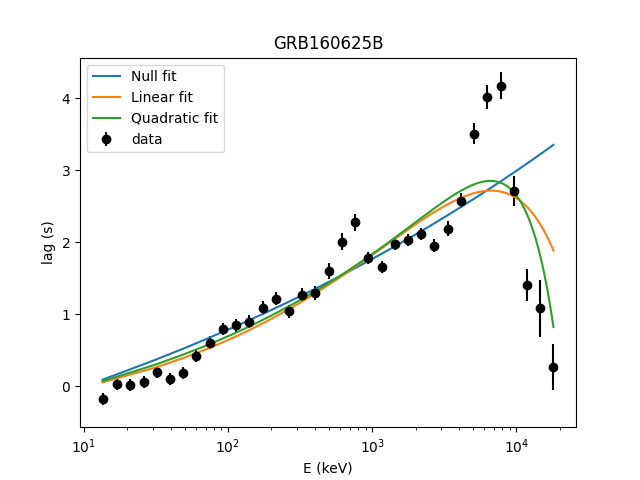 GRB160625B
Null fit
Linear fit
Quadratic fit
data
lag (s)
4
3
2
1
0
10¹ 10² 10³ 10⁴
E (keV)